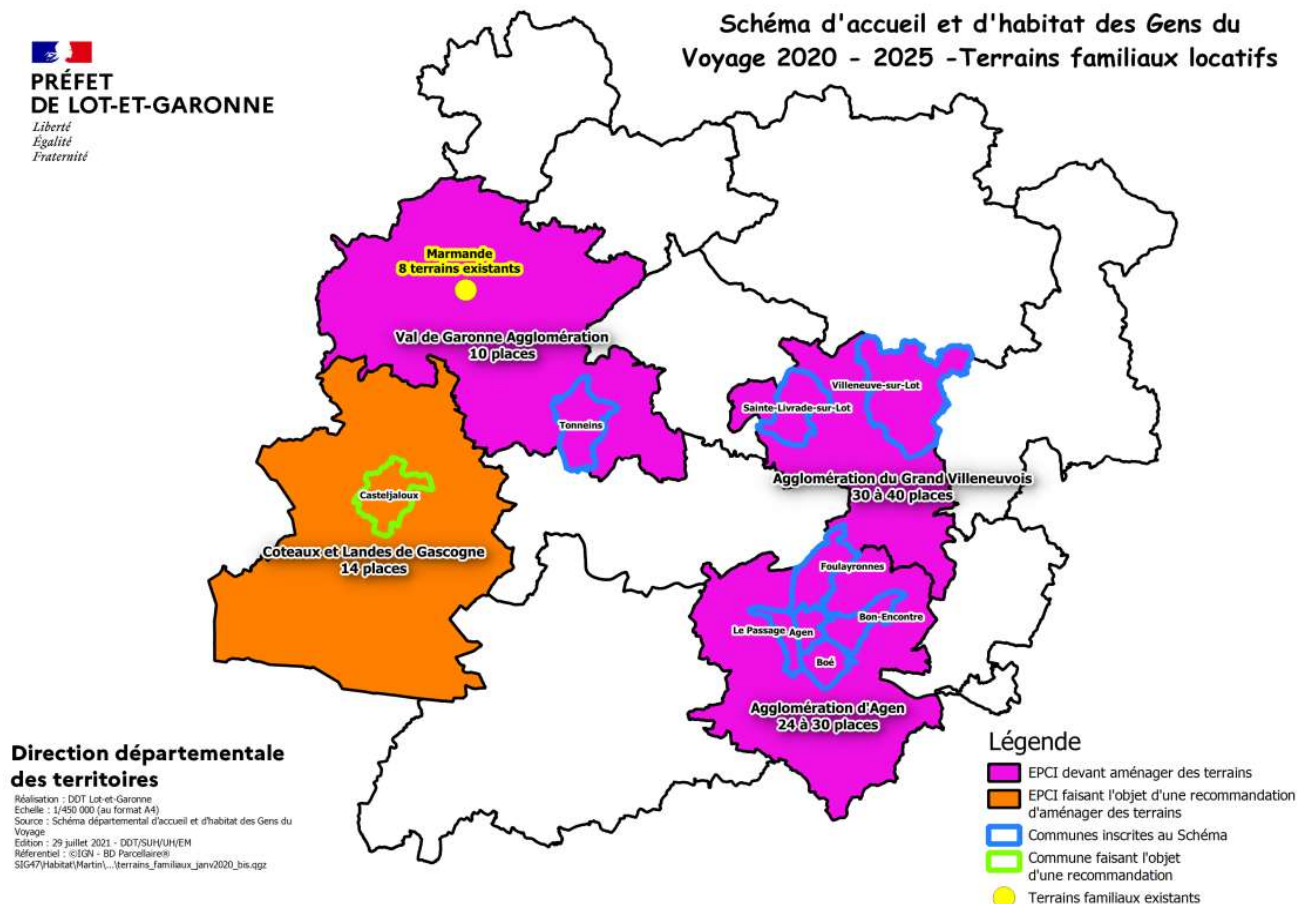 PRÉFET
DE LOT-ET-GARONNE
Liberté
Égalité
Fraternité
Schéma d'accueil et d'habitat des Gens du
Voyage 2020 - 2025 -Terrains familiaux locatifs
Marmande
8 terrains existants
Val de Garonne Agglomération
10 places
Tonneins
Villeneuve-sur-Lot
Sainte-Livrade-sur-Lot
Agglomération du Grand Villeneuvois
30 à 40 places
Casteljaloux
Coteaux et Landes de Gascogne
14 places
Foulayronnes
Bon-Encontre
Le Passage
Agen
Boé
Agglomération d'Agen
24 à 30 places
Direction départementale
des territoires
Réalisation : DDT Lot-et-Garonne
Echelle : 1/450 000 (au format A4)
Source : Schéma départemental d'accueil et d'habitat des Gens du
Voyage
Edition : 29 juillet 2021 - DDT/SUH/UH/EM
Réferentiel : ©IGN - BD Parcellaire®
SIG47\Habitat\Martin\...\terrains_familiaux_janv2020_bis.qgz
Légende
EPCI devant aménager des terrains
EPCI faisant l'objet d'une recommandation
d'aménager des terrains
Communes inscrites au Schéma
Commune faisant l'objet
d'une recommandation
Terrains familiaux existants